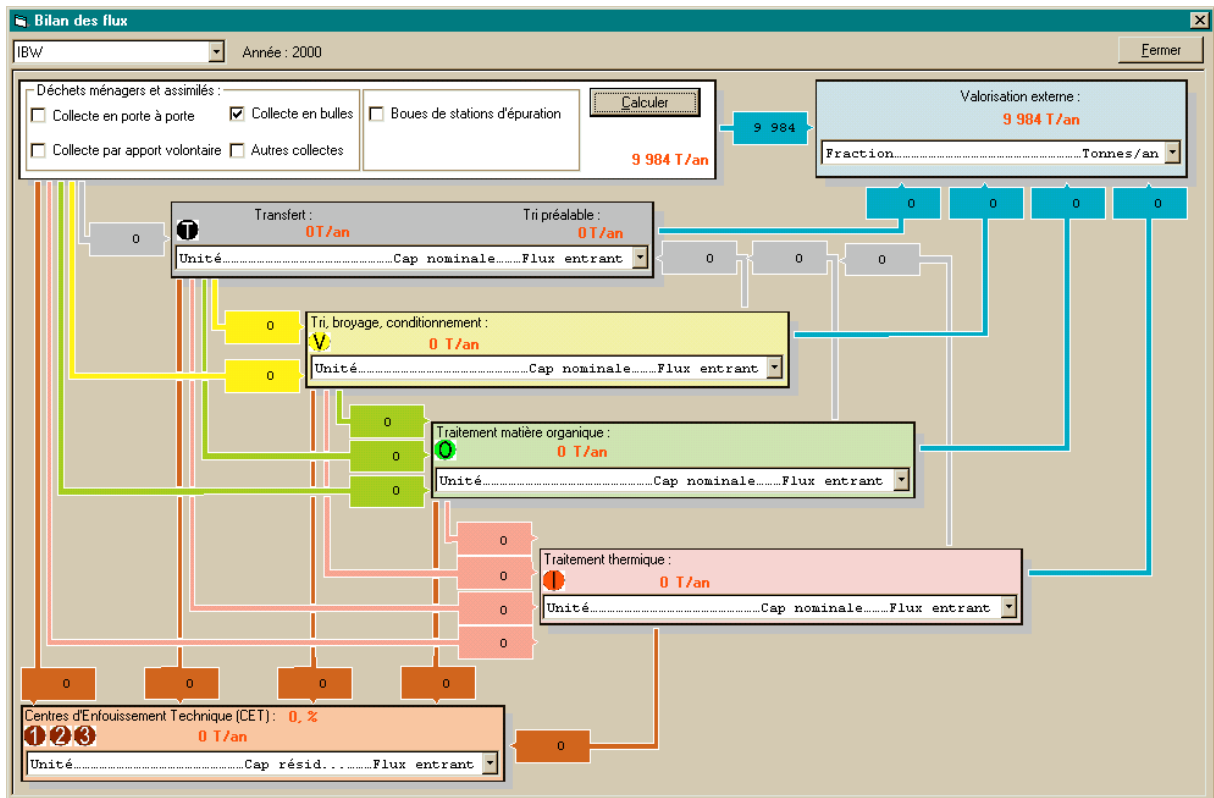 Bilan des flux
IBW
Année : 2000
Fermer
Déchets ménagers et assimilés :
Collecte en porte à porte
Collecte en bulles
Boues de stations d'épuration
Calculer
Collecte par apport volontaire
Autres collectes
9 984 T/an
9 984
Valorisation externe :
9 984 T/an
Fraction........Tonnes/an
0 0 0 0
Transfert :
Tri préalable :
T
0T/an
0T/an
0
Unité........Cap nominale........Flux entrant
0 0 0
0
Tri, broyage, conditionnement :
V
0 T/an
0
Unité........Cap nominale........Flux entrant
0
Traitement matière organique :
O
0 T/an
0
Unité........Cap nominale........Flux entrant
0
0
Traitement thermique :
I
0 T/an
0
Unité........Cap nominale........Flux entrant
0
0
0 0 0 0
Centres d'Enfouissement Technique (CET) : 0, %
1 2 3
0 T/an
0
Unité........Cap résid...........Flux entrant